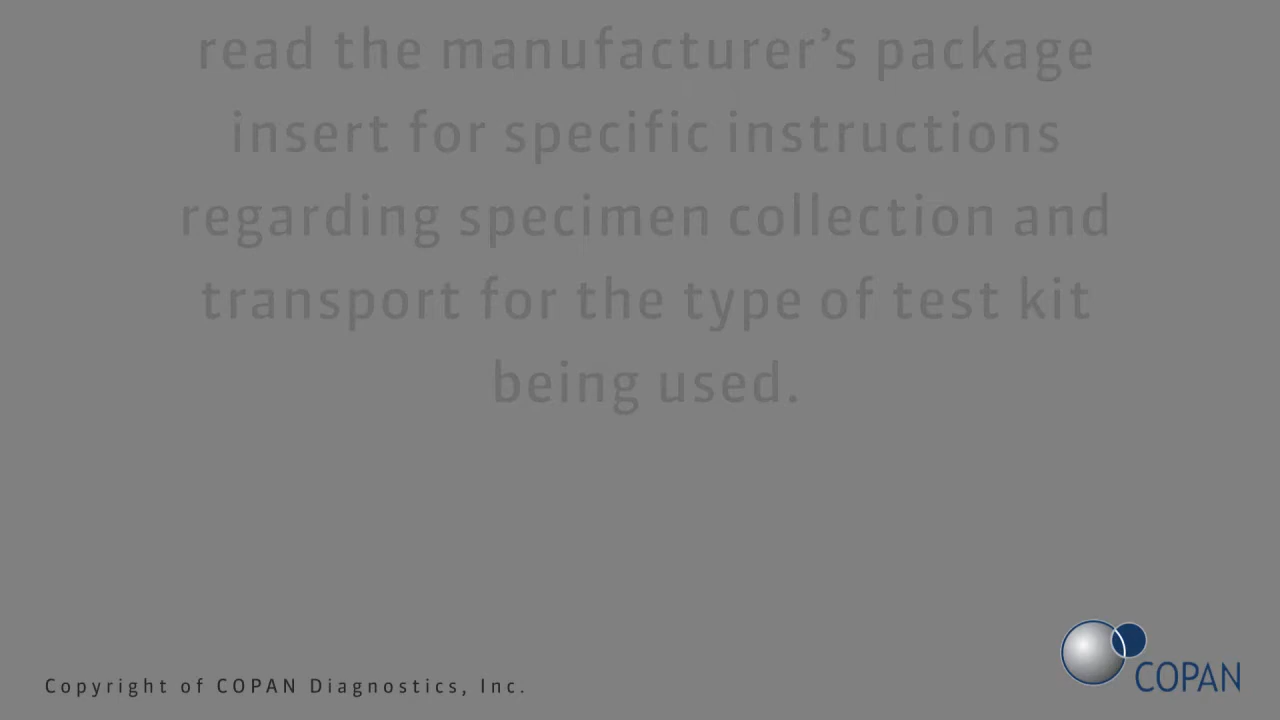 read the manufacturer’s package
insert for specific instructions
regarding specimen collection and
transport for the type of test kit
being used.
Copyright of COPAN Diagnostics, Inc.
COPAN